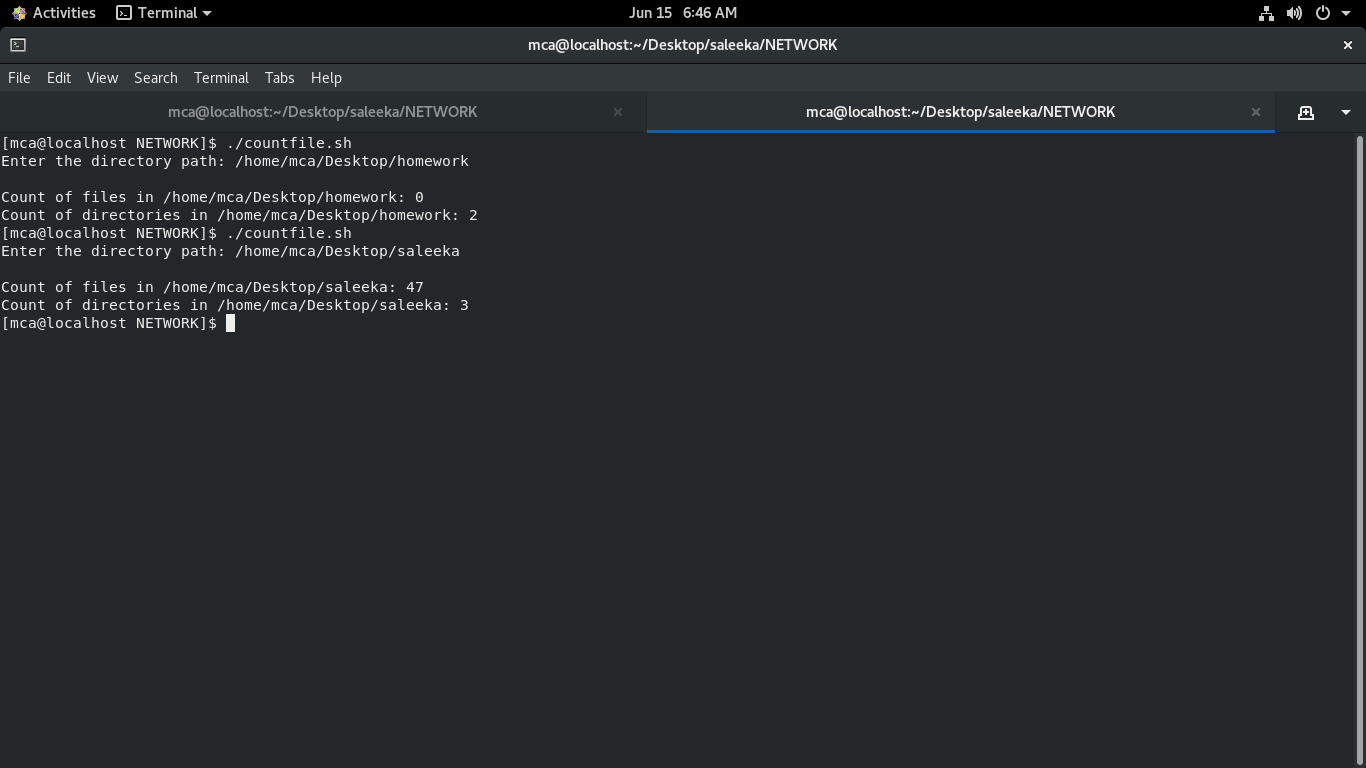 Activities Terminal Jun 15 6:46 AM
mca@localhost:~/Desktop/saleeka/NETWORK
File Edit View Search Terminal Tabs Help
mca@localhost:~/Desktop/saleeka/NETWORK mca@localhost:~/Desktop/saleeka/NETWORK
[mca@localhost NETWORK]$ ./countfile.sh
Enter the directory path: /home/mca/Desktop/homework
Count of files in /home/mca/Desktop/homework: 0
Count of directories in /home/mca/Desktop/homework: 2
[mca@localhost NETWORK]$ ./countfile.sh
Enter the directory path: /home/mca/Desktop/saleeka
Count of files in /home/mca/Desktop/saleeka: 47
Count of directories in /home/mca/Desktop/saleeka: 3
[mca@localhost NETWORK]$